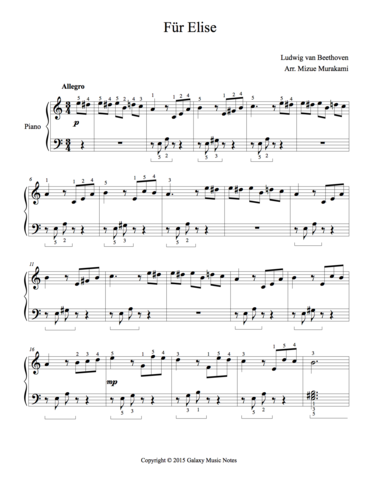 Für Elise
Ludwig van Beethoven
Arr. Mizue Murakami
Allegro
Piano
p
6
11
16
mp
Copyright © 2015 Galaxy Music Notes